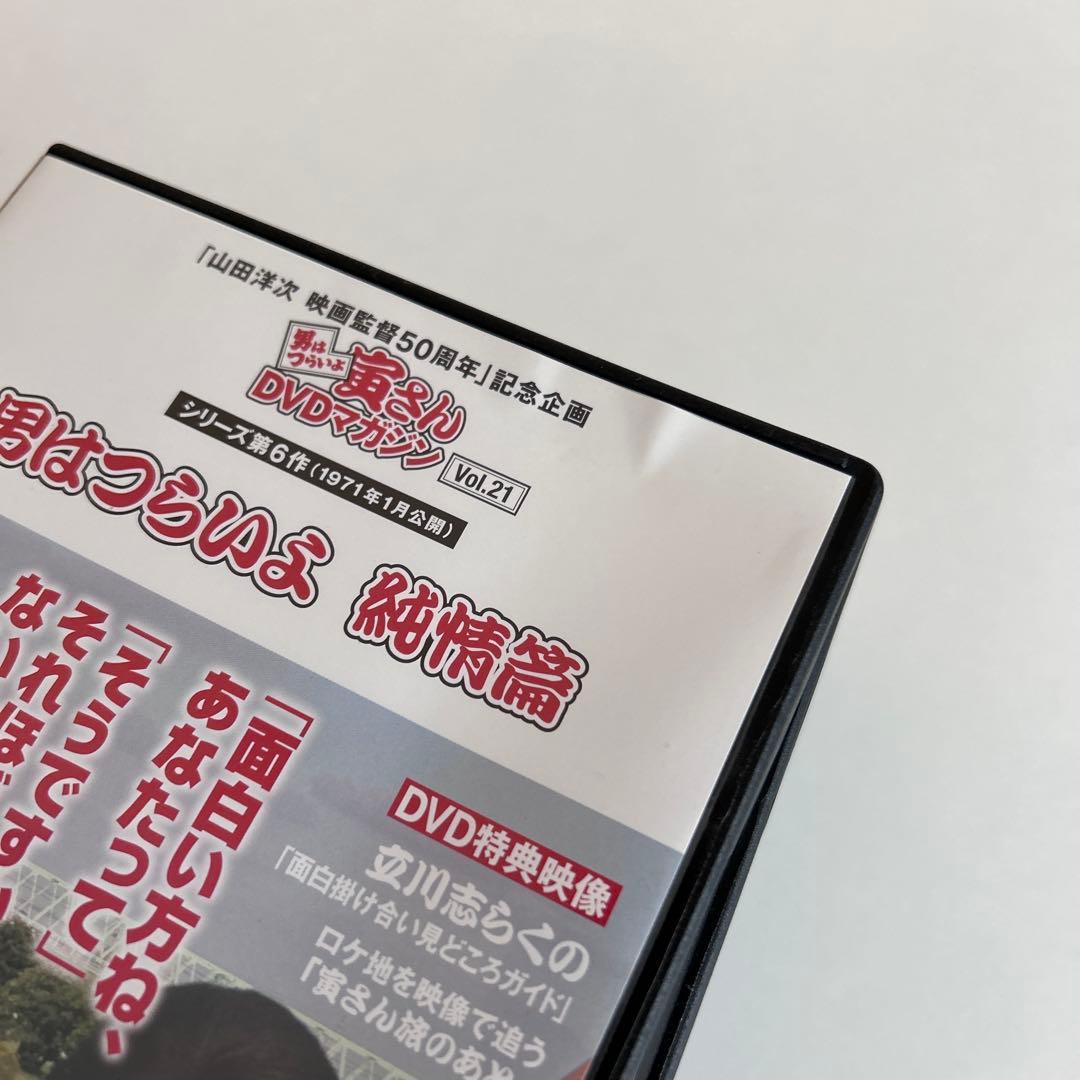 「山田洋次 映画監督50周年」記念企画
男は
つらいよ
寅さん
DVDマガジン
Vol.21
シリーズ第6作(1971年1月公開)
男はつらいよ 純情篇
「面白い方ね、
あなたって」
「そうです
それほど
ない
DVD特典映像
立川志らくの
「面白掛け合い見どころガイド」
ロケ地を映像で追う
「寅さん旅のあと